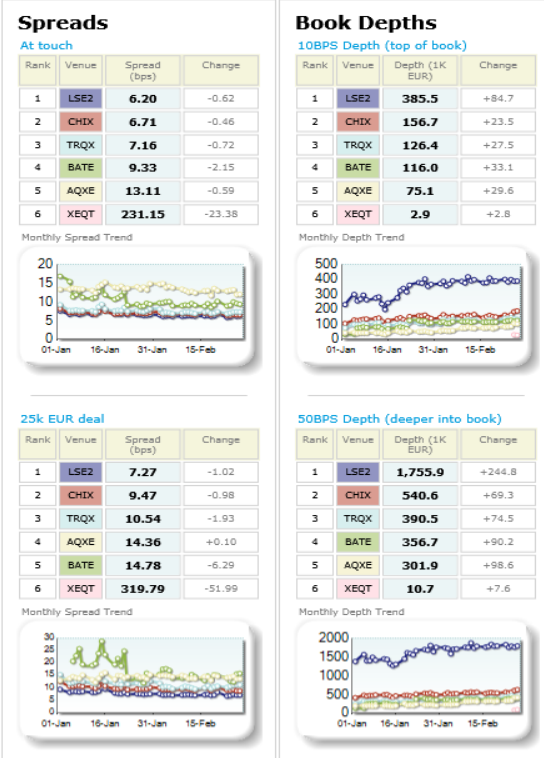 Spreads
At touch
Rank Venue Spread (bps) Change
1 LSE2 6.20 -0.62
2 CHIX 6.71 -0.46
3 TRQX 7.16 -0.72
4 BATE 9.33 -2.15
5 AQXE 13.11 -0.59
6 XEQT 231.15 -23.38
Monthly Spread Trend
20
15
10
5
0
01-Jan 16-Jan 31-Jan 15-Feb
25k EUR deal
Rank Venue Spread (bps) Change
1 LSE2 7.27 -1.02
2 CHIX 9.47 -0.98
3 TRQX 10.54 -1.93
4 AQXE 14.36 +0.10
5 BATE 14.78 -6.29
6 XEQT 319.79 -51.99
Monthly Spread Trend
30
25
20
15
10
5
0
01-Jan 16-Jan 31-Jan 15-Feb
Book Depths
10BPS Depth (top of book)
Rank Venue Depth (1K EUR) Change
1 LSE2 385.5 +84.7
2 CHIX 156.7 +23.5
3 TRQX 126.4 +27.5
4 BATE 116.0 +33.1
5 AQXE 75.1 +29.6
6 XEQT 2.9 +2.8
Monthly Depth Trend
500
400
300
200
100
0
01-Jan 16-Jan 31-Jan 15-Feb
50BPS Depth (deeper into book)
Rank Venue Depth (1K EUR) Change
1 LSE2 1,755.9 +244.8
2 CHIX 540.6 +69.3
3 TRQX 390.5 +74.5
4 BATE 356.7 +90.2
5 AQXE 301.9 +98.6
6 XEQT 10.7 +7.6
Monthly Depth Trend
2000
1500
1000
500
0
01-Jan 16-Jan 31-Jan 15-Feb